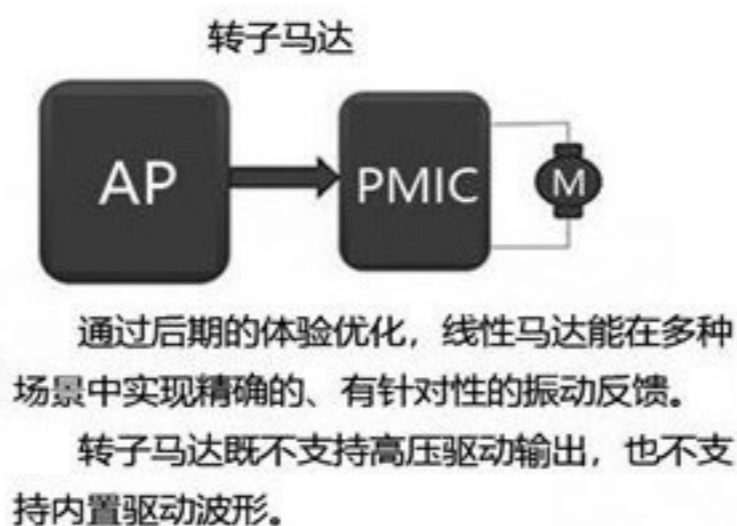 转子马达
AP
PMIC
M
通过后期的体验优化，线性马达能在多种
场景中实现精确的、有针对性的振动反馈。
转子马达既不支持高压驱动输出，也不支
持内置驱动波形。